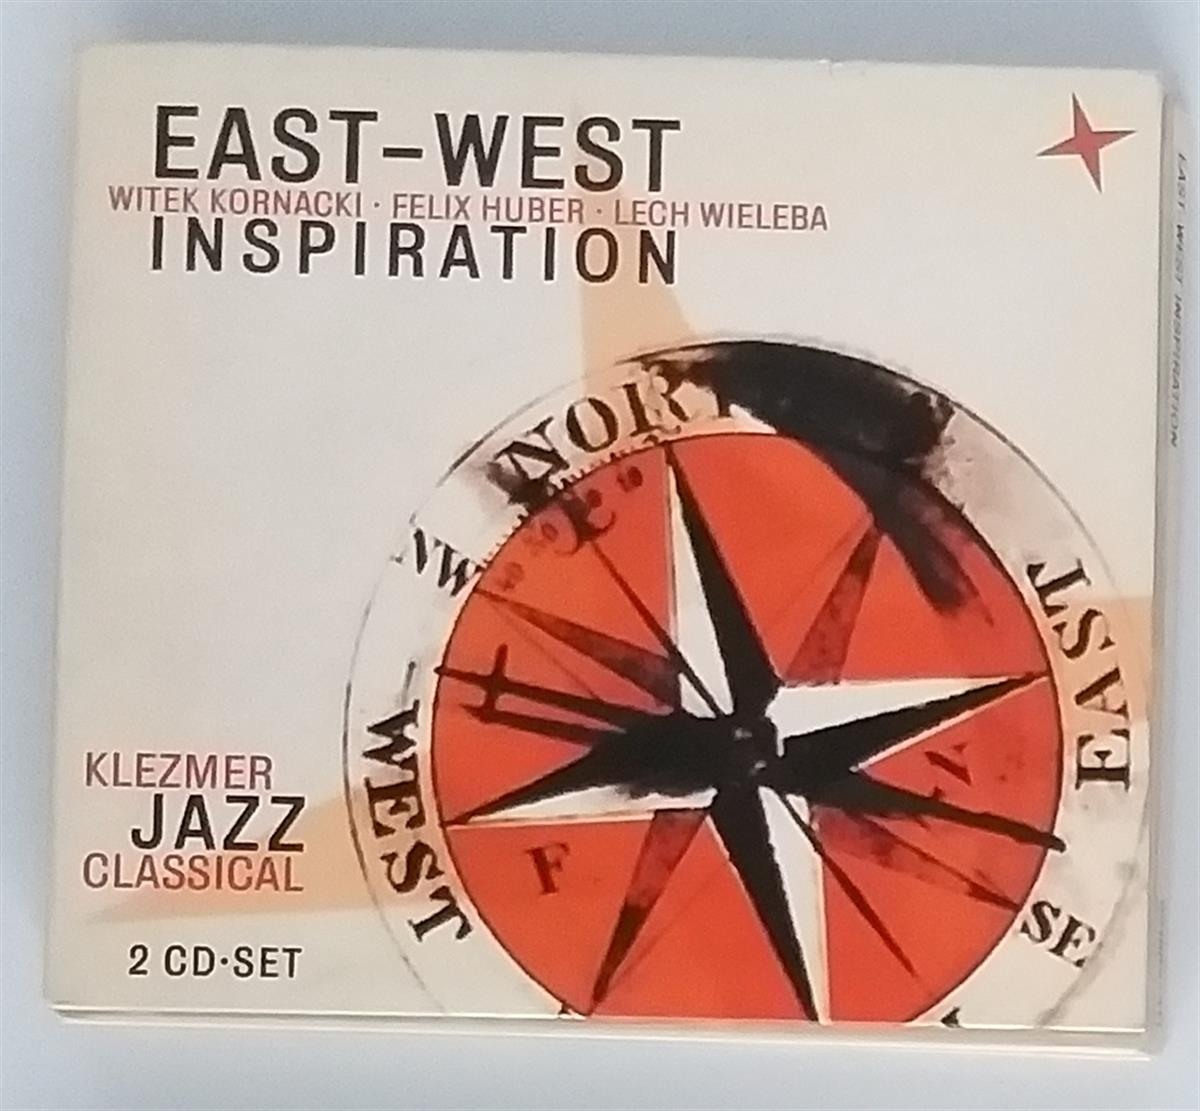 EAST-WEST
WITEK KORNACKI · FELIX HUBER · LECH WIELEBA
INSPIRATION
EAST-WEST INSPIRATION
NORT
NW
EAST
WEST
F
SE
KLEZMER
JAZZ
CLASSICAL
2 CD·SET